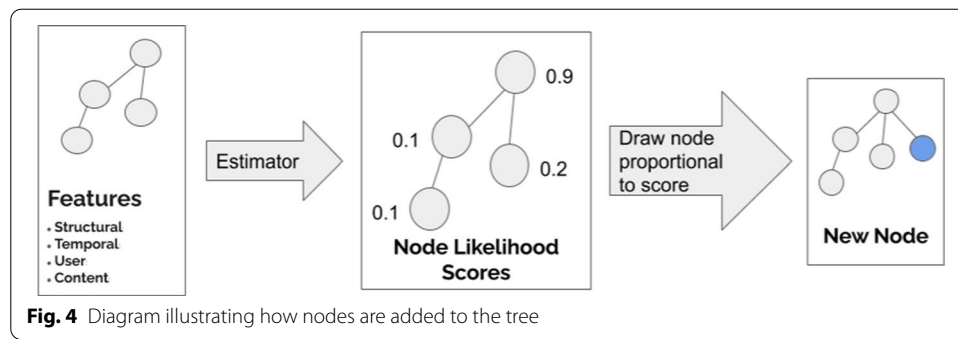 Features
• Structural
• Temporal
• User
• Content
Estimator
0.9
0.1
0.2
0.1
Node Likelihood
Scores
Draw node
proportional
to score
New Node
Fig. 4 Diagram illustrating how nodes are added to the tree